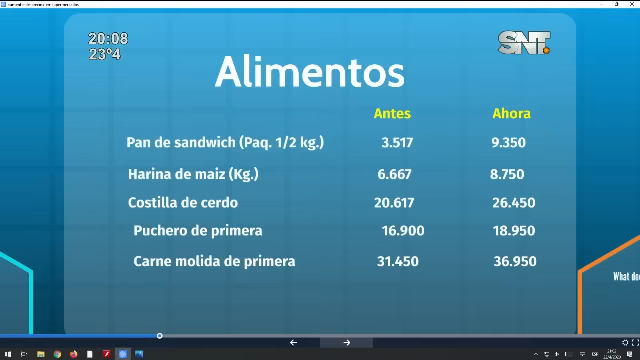 20:08
23°4
SNT
Alimentos
Antes Ahora
Pan de sandwich (Paq. 1/2 kg.) 3.517 9.350
Harina de maiz (Kg.) 6.667 8.750
Costilla de cerdo 20.617 26.450
Puchero de primera 16.900 18.950
Carne molida de primera 31.450 36.950
What doe